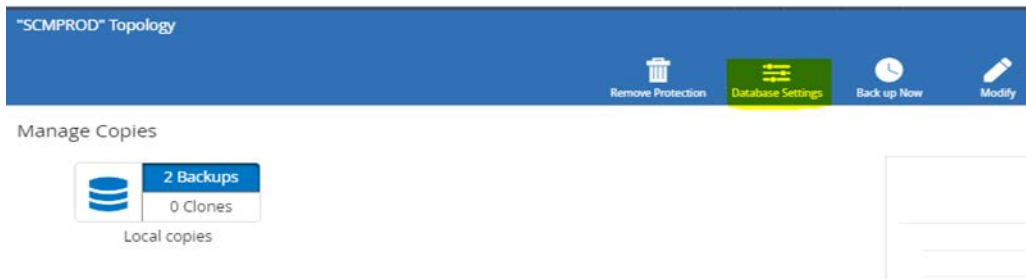 "SCMPROD" Topology
Remove Protection
Database Settings
Back up Now
Modify
Manage Copies
2 Backups
0 Clones
Local copies